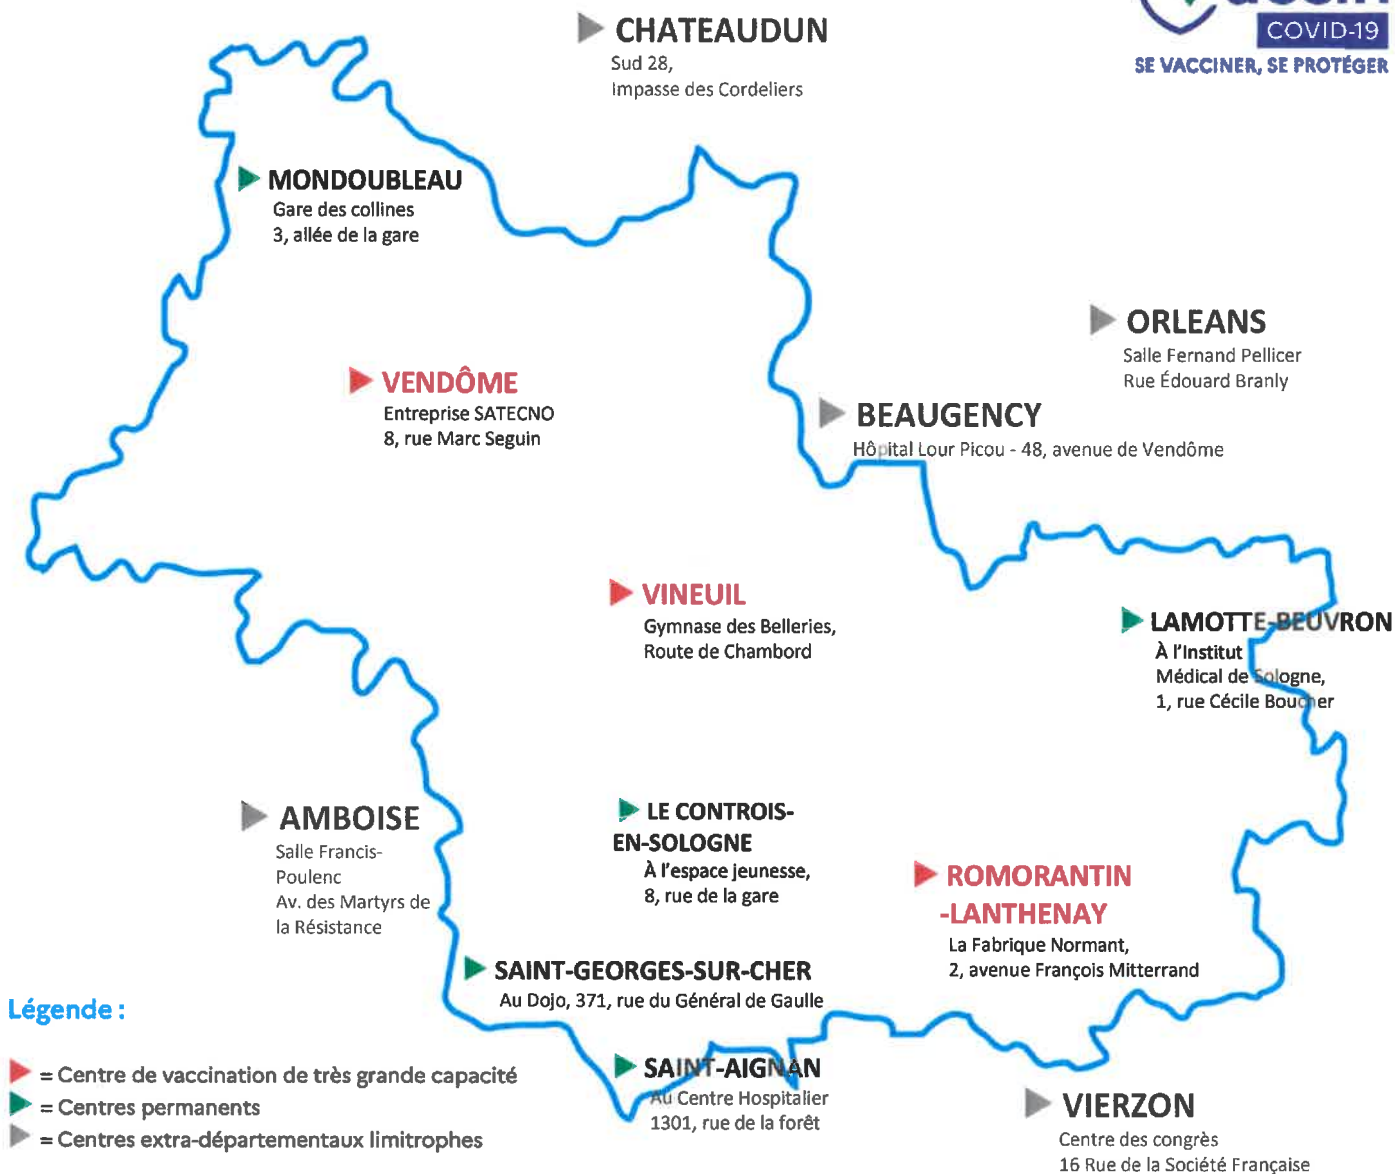 COVID-19
SE VACCINER, SE PROTÉGER
CHATEAUDUN
Sud 28,
Impasse des Cordeliers
MONDOUBLEAU
Gare des collines
3, allée de la gare
ORLEANS
Salle Fernand Pellicer
Rue Édouard Branly
VENDÔME
Entreprise SATECNO
8, rue Marc Seguin
BEAUGENCY
Hôpital Lour Picou - 48, avenue de Vendôme
VINEUIL
Gymnase des Belleries,
Route de Chambord
LAMOTTE-BEUVRON
À l'Institut
Médical de Sologne,
1, rue Cécile Boucher
AMBOISE
Salle Francis-
Poulenc
Av. des Martyrs de
la Résistance
LE CONTROIS-
EN-SOLOGNE
À l'espace jeunesse,
8, rue de la gare
ROMORANTIN
-LANTHENAY
La Fabrique Normant,
2, avenue François Mitterrand
SAINT-GEORGES-SUR-CHER
Au Dojo, 371, rue du Général de Gaulle
SAINT-AIGNAN
Au Centre Hospitalier
1301, rue de la forêt
VIERZON
Centre des congrès
16 Rue de la Société Française
Légende :
= Centre de vaccination de très grande capacité
= Centres permanents
= Centres extra-départementaux limitrophes